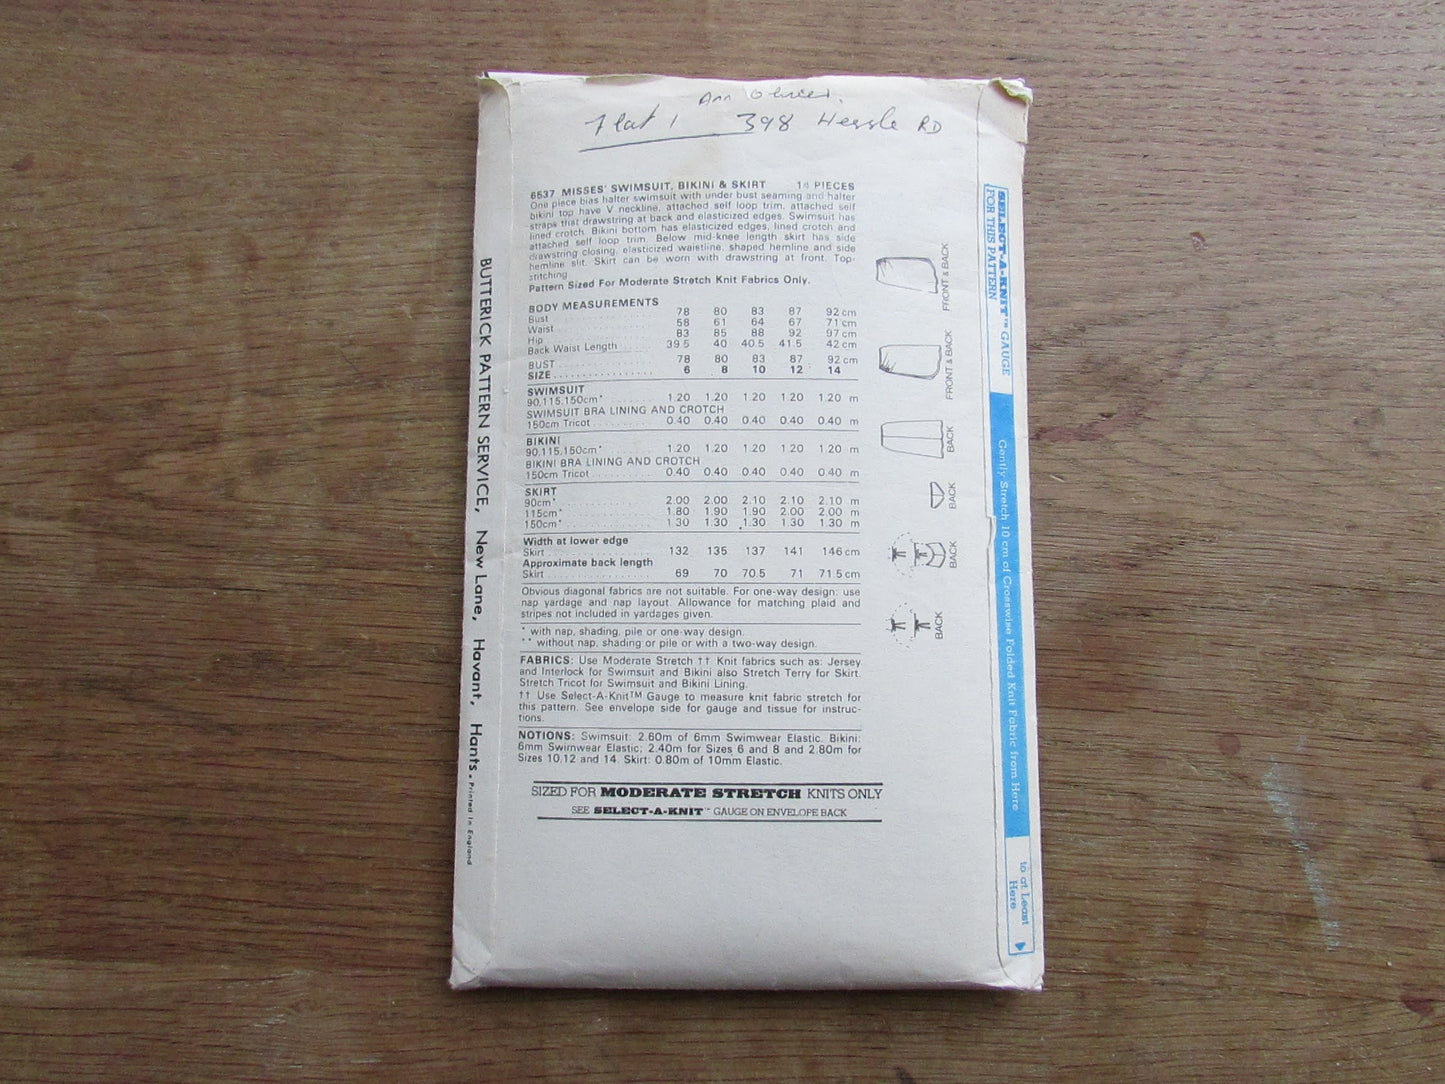 Ann
Flat 1 398 Hessle RD
6537 MISSES' SWIMSUIT, BIKINI & SKIRT 14 PIECES
One piece bias halter swimsuit with under bust seaming and halter
bikini top have V neckline, attached self loop trim, attached self
straps that drawstring at back and elasticized edges. Swimsuit has
lined crotch. Bikini bottom has elasticized edges, lined crotch and
attached self loop trim. Below mid-knee length skirt has side
drawstring closing, elasticized waistline, shaped hemline and side
hemline slit. Skirt can be worn with drawstring at front. Top-
stitching.
Pattern Sized For Moderate Stretch Knit Fabrics Only.
BODY MEASUREMENTS
Bust 78 80 83 87 92 cm
Waist 58 61 64 67 71 cm
Hip 83 85 88 92 97 cm
Back Waist Length 39.5 40 40.5 41.5 42 cm
BUST 78 80 83 87 92 cm
SIZE 6 8 10 12 14
SWIMSUIT
90,115,150cm* 1.20 1.20 1.20 1.20 1.20 m
SWIMSUIT BRA LINING AND CROTCH
150cm Tricot 0.40 0.40 0.40 0.40 0.40 m
BIKINI
90,115,150cm* 1.20 1.20 1.20 1.20 1.20 m
BIKINI BRA LINING AND CROTCH
150cm Tricot 0.40 0.40 0.40 0.40 0.40 m
SKIRT
90cm* 2.00 2.00 2.10 2.10 2.10 m
115cm* 1.80 1.90 1.90 2.00 2.00 m
150cm* 1.30 1.30 1.30 1.30 1.30 m
Width at lower edge
Skirt 132 135 137 141 146 cm
Approximate back length
Skirt 69 70 70.5 71 71.5 cm
Obvious diagonal fabrics are not suitable. For one-way design: use
nap yardage and nap layout. Allowance for matching plaid and
stripes not included in yardages given.
* with nap, shading, pile or one-way design.
** without nap, shading or pile or with a two-way design.
FABRICS: Use Moderate Stretch †† Knit fabrics such as: Jersey
and Interlock for Swimsuit and Bikini also Stretch Terry for Skirt.
Stretch Tricot for Swimsuit and Bikini Lining.
†† Use Select-A-Knit™ Gauge to measure knit fabric stretch for
this pattern. See envelope side for gauge and tissue for instruc-
tions.
NOTIONS: Swimsuit: 2.60m of 6mm Swimwear Elastic. Bikini:
6mm Swimwear Elastic; 2.40m for Sizes 6 and 8 and 2.80m for
Sizes 10,12 and 14. Skirt: 0.80m of 10mm Elastic.
SIZED FOR MODERATE STRETCH KNITS ONLY
SEE SELECT-A-KNIT™ GAUGE ON ENVELOPE BACK
BUTTERICK PATTERN SERVICE, New Lane, Havant, Hants. Printed in England
FRONT & BACK
FRONT & BACK
BACK
BACK
BACK
BACK
SELECT-A-KNIT™ GAUGE
FOR THIS PATTERN
Gently Stretch 10 cm of Crosswise Folded Knit Fabric from Here
to at Least
Here